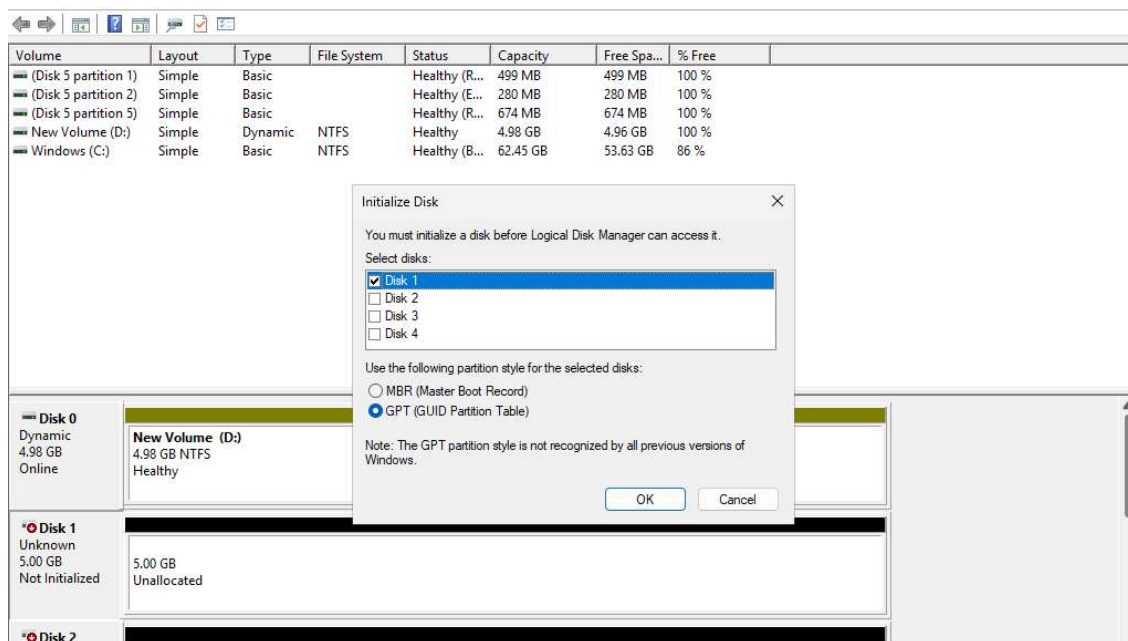 Volume Layout Type File System Status Capacity Free Spa... % Free
(Disk 5 partition 1) Simple Basic Healthy (R... 499 MB 499 MB 100 %
(Disk 5 partition 2) Simple Basic Healthy (E... 280 MB 280 MB 100 %
(Disk 5 partition 5) Simple Basic Healthy (R... 674 MB 674 MB 100 %
New Volume (D:) Simple Dynamic NTFS Healthy 4.98 GB 4.96 GB 100 %
Windows (C:) Simple Basic NTFS Healthy (B... 62.45 GB 53.63 GB 86 %
Initialize Disk
You must initialize a disk before Logical Disk Manager can access it.
Select disks:
Disk 1
Disk 2
Disk 3
Disk 4
Use the following partition style for the selected disks:
MBR (Master Boot Record)
GPT (GUID Partition Table)
Note: The GPT partition style is not recognized by all previous versions of
Windows.
OK Cancel
Disk 0
Dynamic
4.98 GB
Online
New Volume (D:)
4.98 GB NTFS
Healthy
Disk 1
Unknown
5.00 GB
Not Initialized
5.00 GB
Unallocated
Disk 2